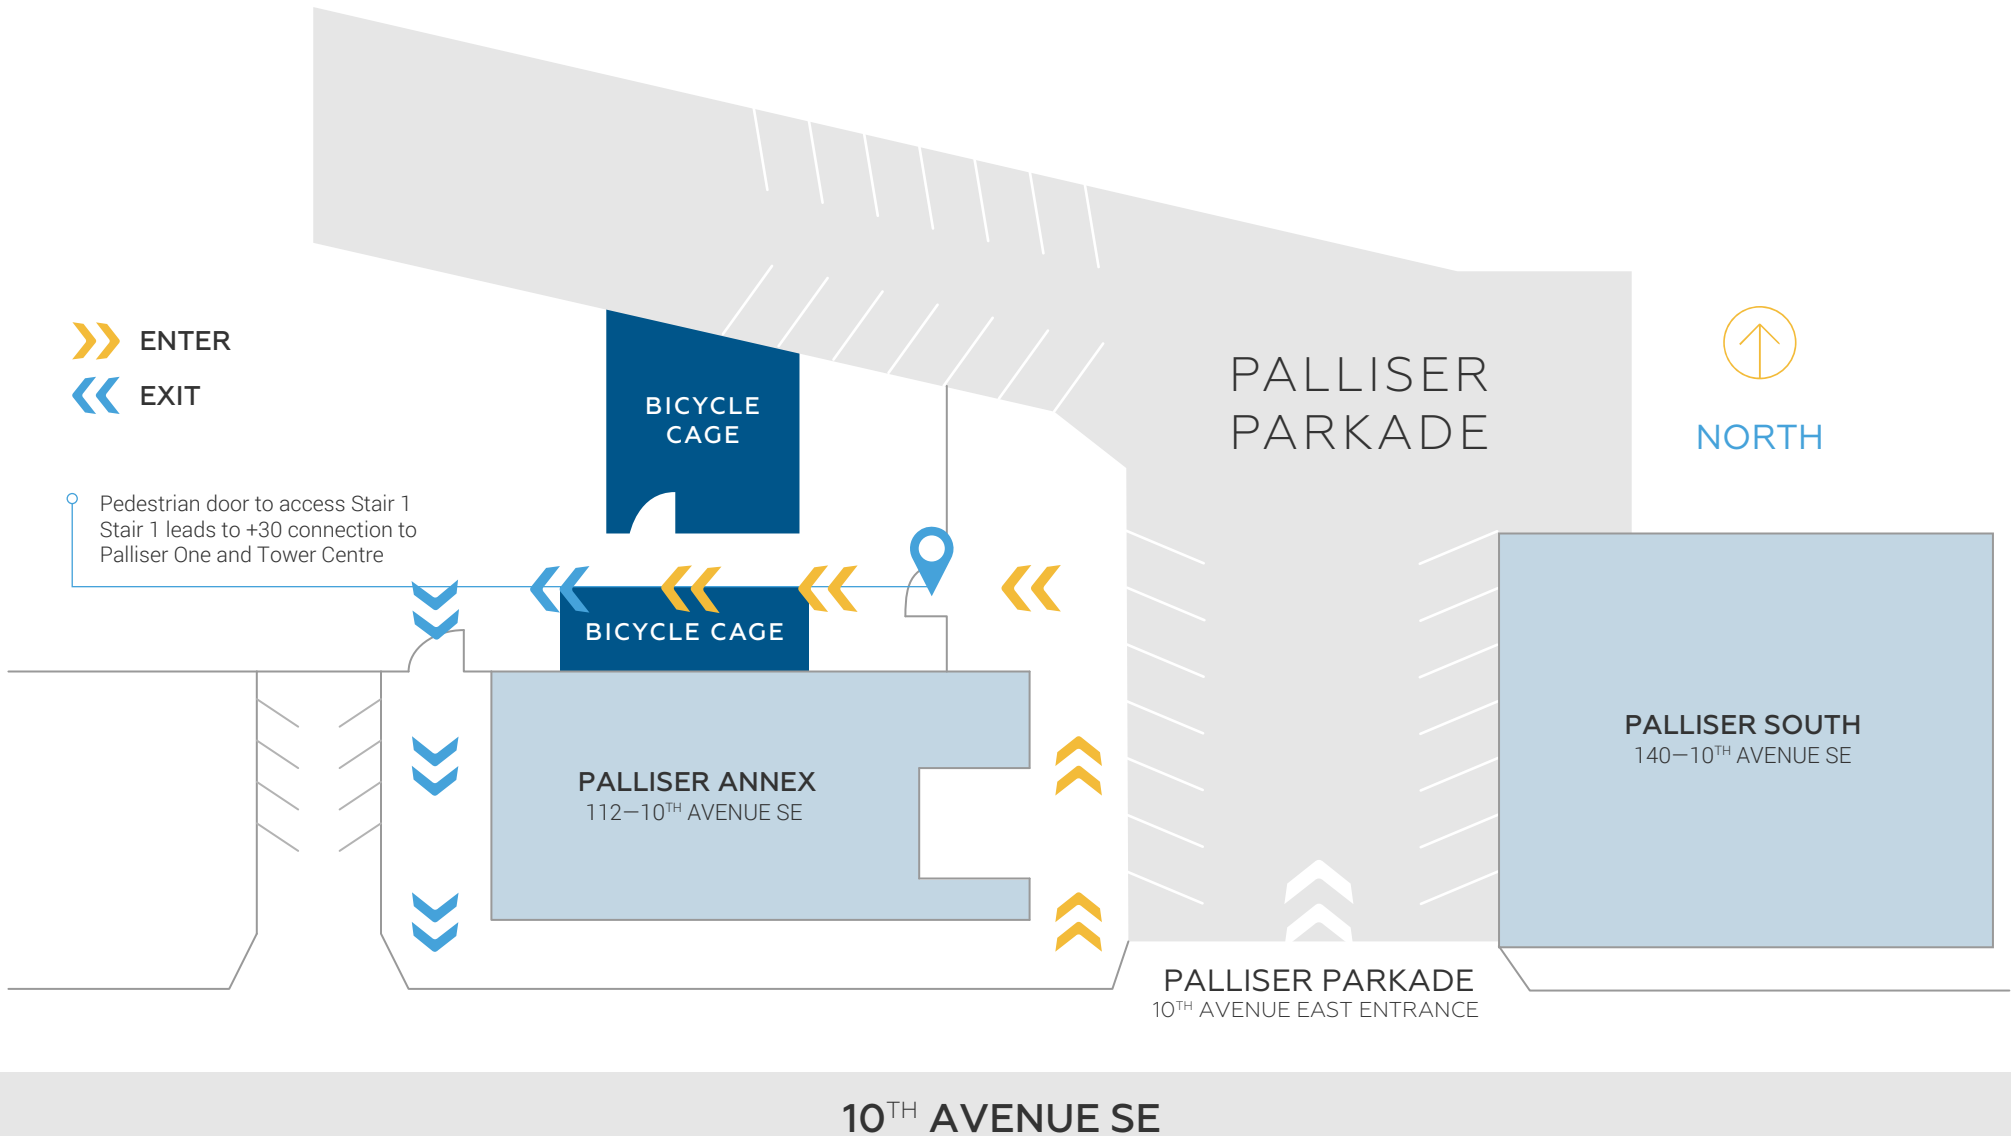 ENTER
EXIT
BICYCLE
CAGE
PALLISER
PARKADE
NORTH
Pedestrian door to access Stair 1
Stair 1 leads to +30 connection to
Palliser One and Tower Centre
BICYCLE CAGE
PALLISER ANNEX
112—10TH AVENUE SE
PALLISER SOUTH
140—10TH AVENUE SE
PALLISER PARKADE
10TH AVENUE EAST ENTRANCE
10TH AVENUE SE